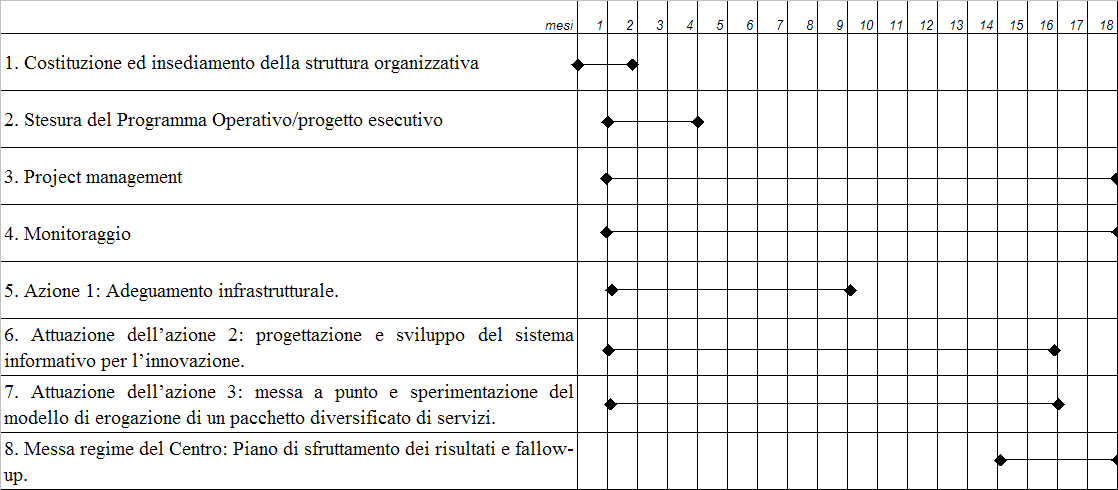 mesi 1 2 3 4 5 6 7 8 9 10 11 12 13 14 15 16 17 18
1. Costituzione ed insediamento della struttura organizzativa
2. Stesura del Programma Operativo/progetto esecutivo
3. Project management
4. Monitoraggio
5. Azione 1: Adeguamento infrastrutturale.
6. Attuazione dell’azione 2: progettazione e sviluppo del sistema
informativo per l’innovazione.
7. Attuazione dell’azione 3: messa a punto e sperimentazione del
modello di erogazione di un pacchetto diversificato di servizi.
8. Messa regime del Centro: Piano di sfruttamento dei risultati e fallow-
up.